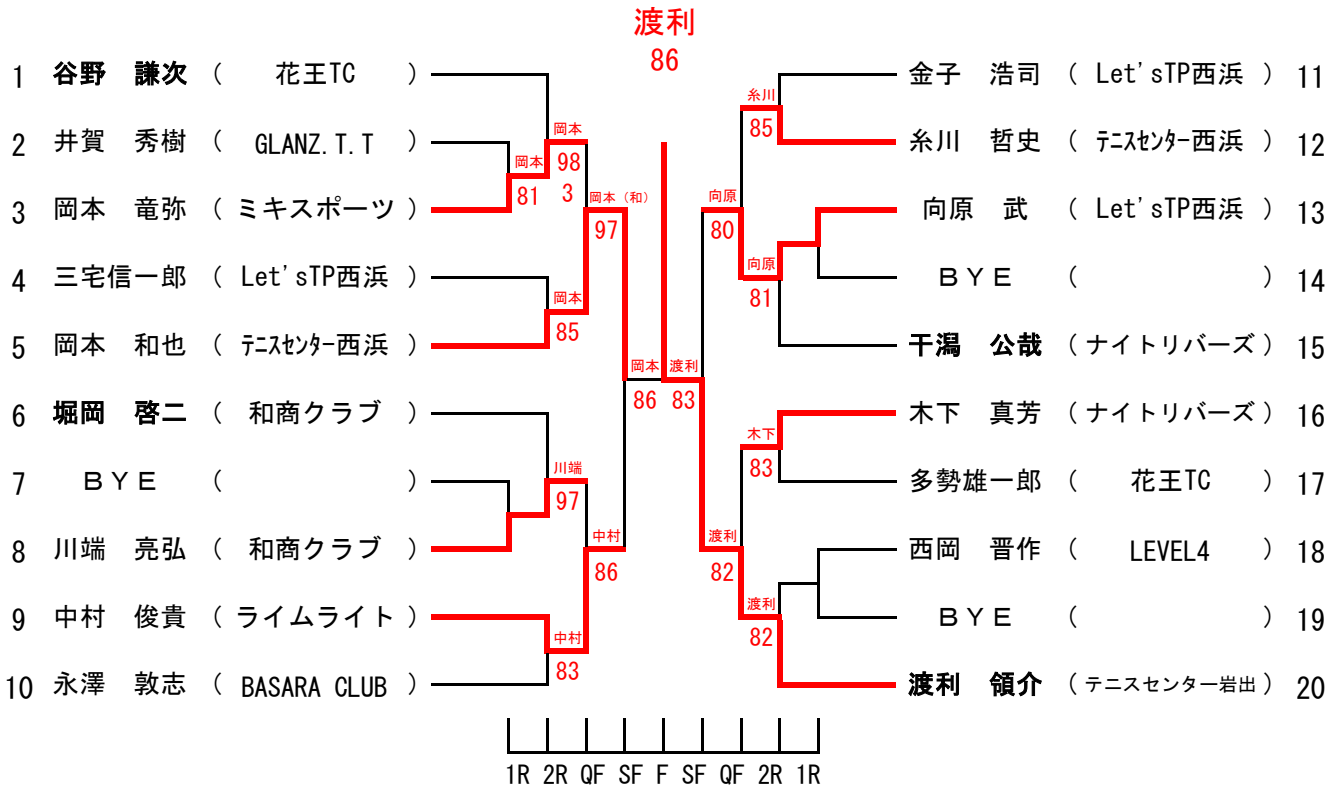 渡利
86
1 谷野 謙次 ( 花王TC )
2 井賀 秀樹 ( GLANZ.T.T )
3 岡本 竜弥 ( ミキスポーツ )
4 三宅信一郎 ( Let'sTP西浜 )
5 岡本 和也 ( テニスセンター西浜 )
6 堀岡 啓二 ( 和商クラブ )
7 BYE ( )
8 川端 亮弘 ( 和商クラブ )
9 中村 俊貴 ( ライムライト )
10 永澤 敦志 ( BASARA CLUB )
岡本
81
岡本
98
3
岡本
85
川端
97
中村
83
岡本(和)
97
中村
86
岡本
86
渡利
83
向原
80
渡利
82
糸川
85
向原
81
木下
83
渡利
82
金子 浩司 ( Let'sTP西浜 ) 11
糸川 哲史 ( テニスセンター西浜 ) 12
向原 武 ( Let'sTP西浜 ) 13
BYE ( ) 14
干潟 公哉 ( ナイトリバーズ ) 15
木下 真芳 ( ナイトリバーズ ) 16
多勢雄一郎 ( 花王TC ) 17
西岡 晋作 ( LEVEL4 ) 18
BYE ( ) 19
渡利 領介 ( テニスセンター岩出 ) 20
1R 2R QF SF F SF QF 2R 1R